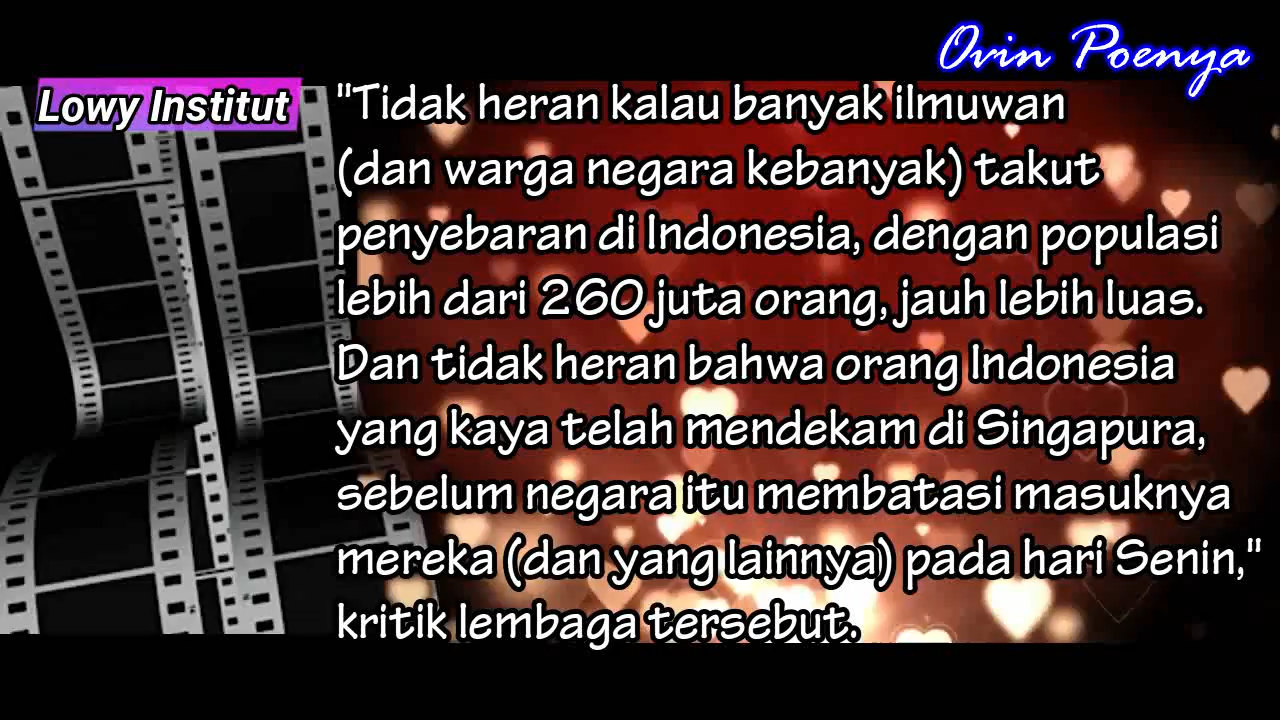 Ovin Poenya
Lowy Institut
"Tidak heran kalau banyak ilmuwan
(dan warga negara kebanyak) takut
penyebaran di Indonesia, dengan populasi
lebih dari 260 juta orang, jauh lebih luas.
Dan tidak heran bahwa orang Indonesia
yang kaya telah mendekam di Singapura,
sebelum negara itu membatasi masuknya
mereka (dan yang lainnya) pada hari Senin,"
kritik lembaga tersebut.